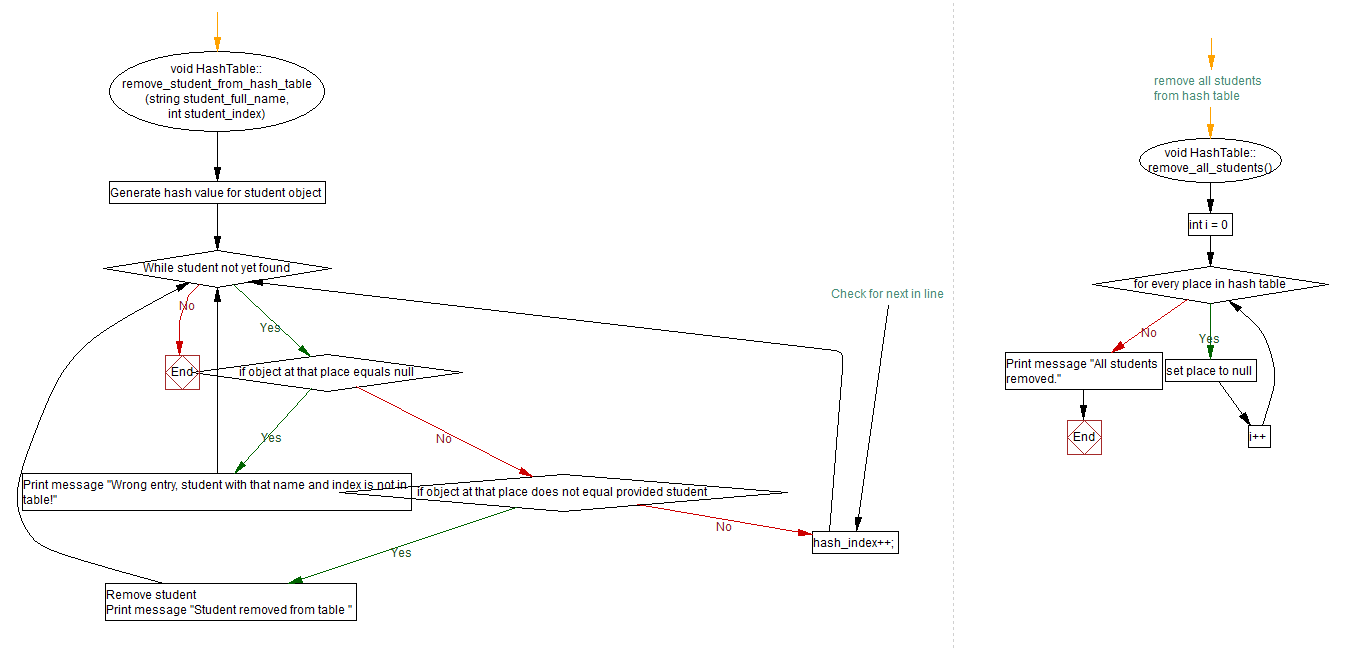 void HashTable::
remove_student_from_hash_table
(string student_full_name,
int student_index)
Generate hash value for student object
While student not yet found
No
Yes
End
if object at that place equals null
Yes
No
Print message "Wrong entry, student with that name and index is not in
table!"
if object at that place does not equal provided student
Yes
No
Remove student
Print message "Student removed from table "
Check for next in line
hash_index++;
remove all students
from hash table
void HashTable::
remove_all_students()
int i = 0
for every place in hash table
No
Yes
Print message "All students
removed."
set place to null
End
i++